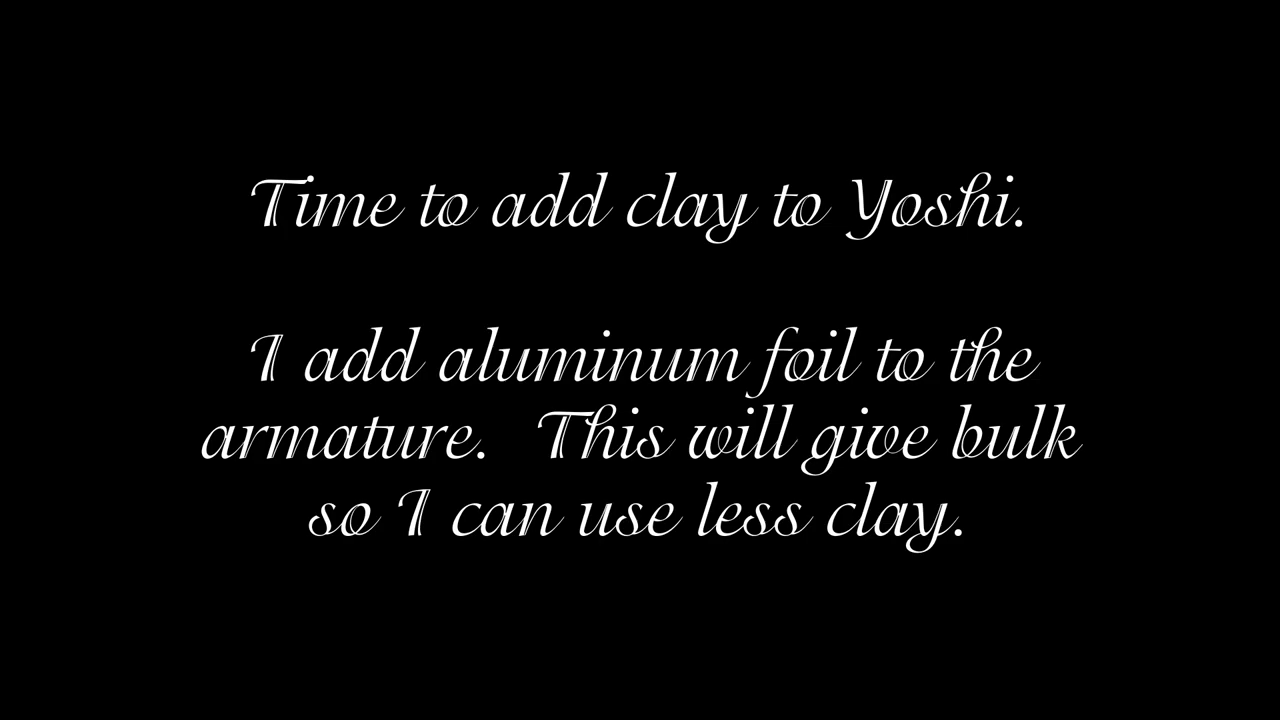 Time to add clay to Yoshi.
I add aluminum foil to the
armature.  This will give bulk
so I can use less clay.